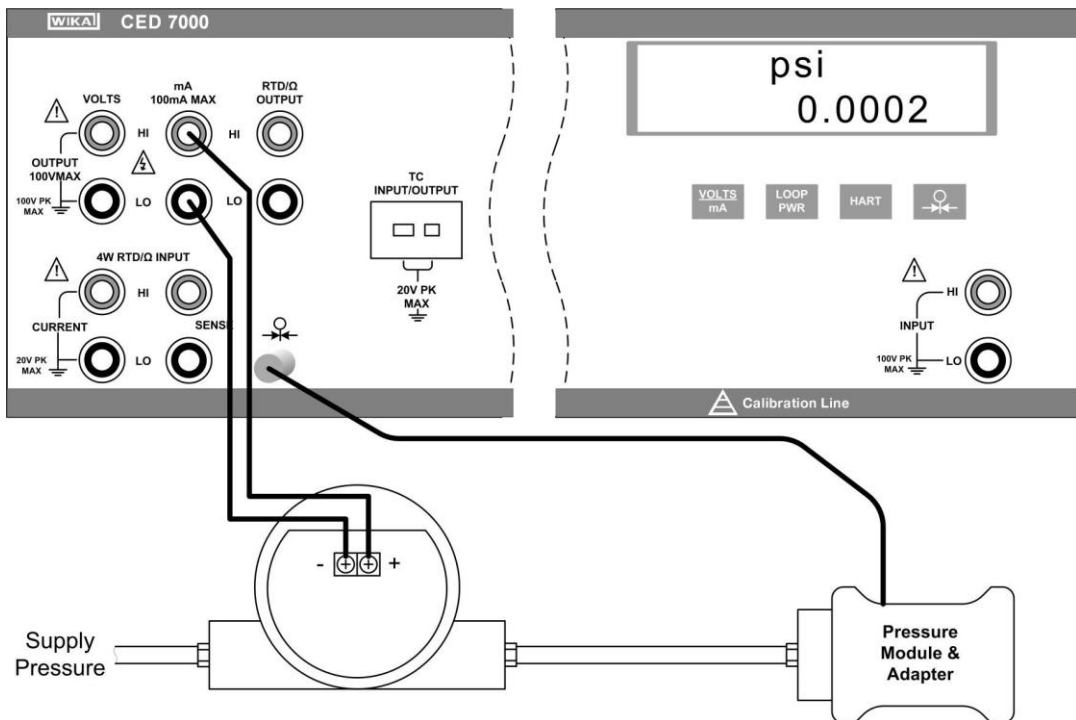 WIKA CED 7000
VOLTS
mA
100mA MAX
RTD/Ω
OUTPUT
HI
HI
OUTPUT
100VMAX
100V PK
MAX
LO
LO
TC
INPUT/OUTPUT
20V PK
MAX
4W RTD/Ω INPUT
HI
CURRENT
SENSE
20V PK
MAX
LO
psi
0.0002
VOLTS
mA
LOOP
PWR
HART
HI
INPUT
100V PK
MAX
LO
Calibration Line
- +
Supply
Pressure
Pressure
Module &
Adapter